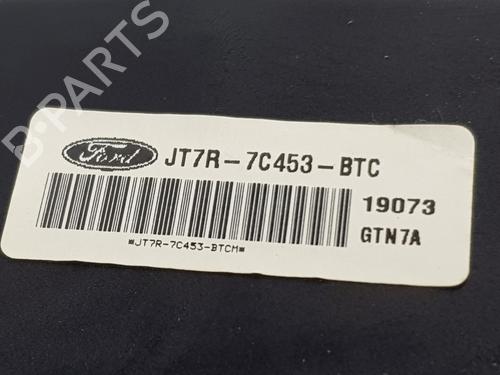 B-PARTS
Ford
JT7R-7C453-BTC
19073
GTN7A
*JT7R-7C453-BTCM*